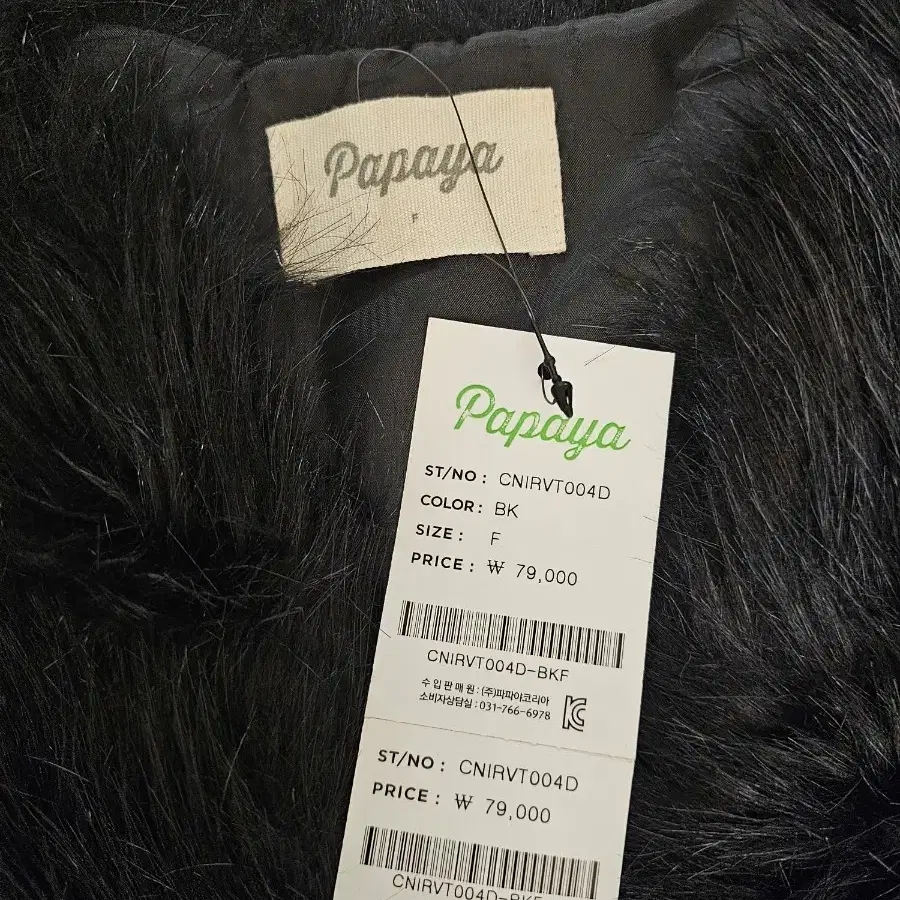 Papaya
F
Papaya
ST/NO : CNIRVT004D
COLOR : BK
SIZE : F
PRICE : ₩ 79,000
CNIRVT004D-BKF
수 입 판 매 원 : (주)파파야코리아
소비자상담실 : 031-766-6978
ST/NO : CNIRVT004D
PRICE : ₩ 79,000
CNIRVT004D-BKF